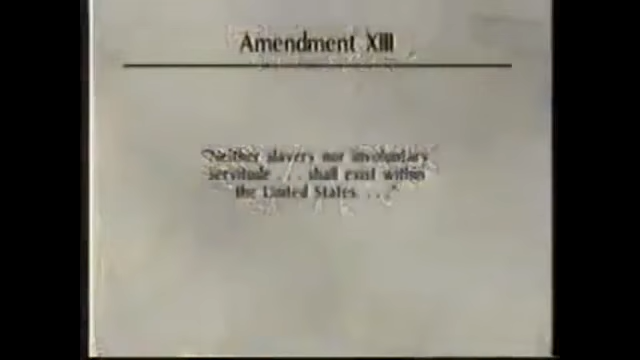 Amendment XIII
"Neither slavery nor involuntary
servitude . . . shall exist within
the United States. . . ."